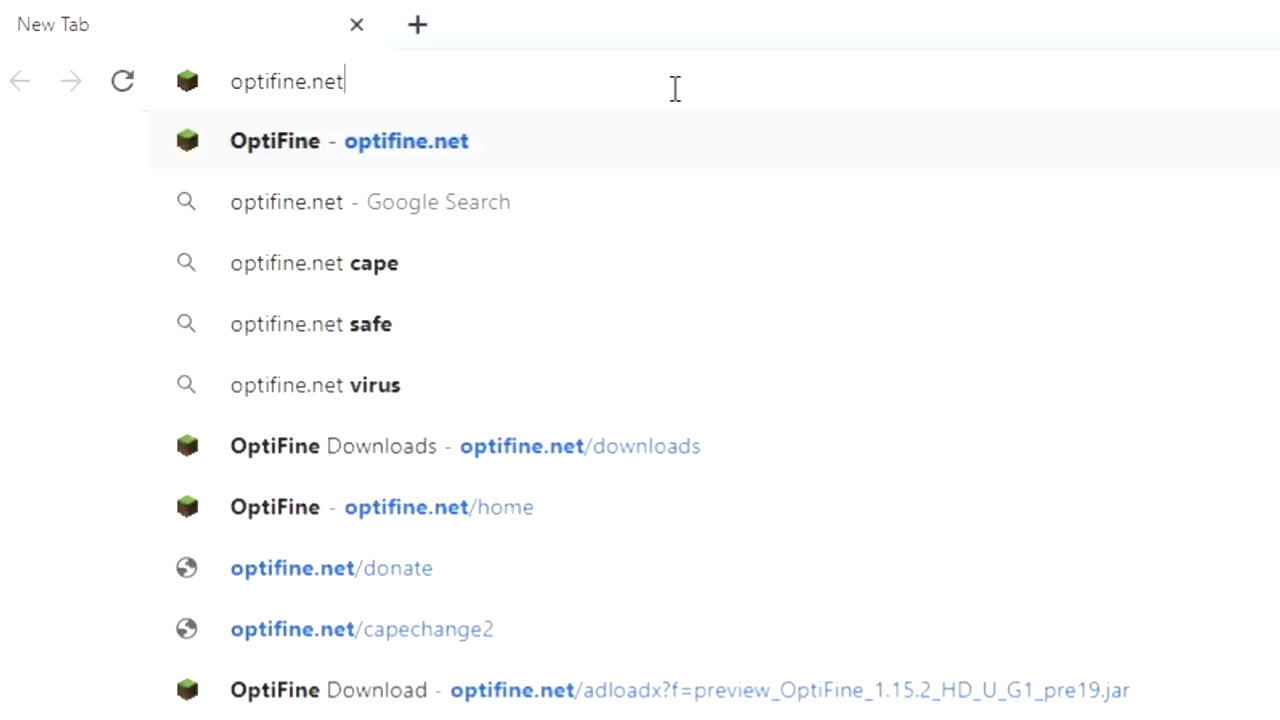 New Tab
optifine.net
OptiFine - optifine.net
optifine.net - Google Search
optifine.net cape
optifine.net safe
optifine.net virus
OptiFine Downloads - optifine.net/downloads
OptiFine - optifine.net/home
optifine.net/donate
optifine.net/capechange2
OptiFine Download - optifine.net/adloadx?f=preview_OptiFine_1.15.2_HD_U_G1_pre19.jar